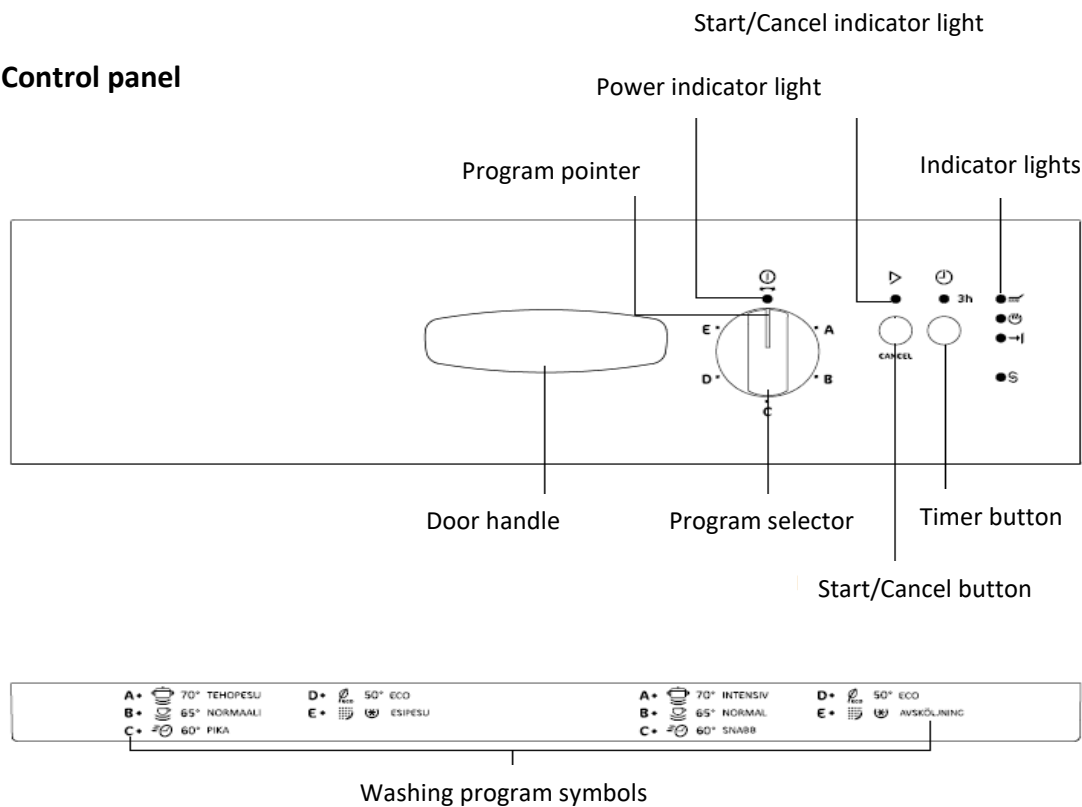 Start/Cancel indicator light
Control panel
Power indicator light
Program pointer
Indicator lights
3h
E
A
CANCEL
D
B
S
C
Door handle
Program selector
Timer button
Start/Cancel button
A 70° TEHOPESU D eco 50° ECO A 70° INTENSIV D eco 50° ECO
B 65° NORMAALI E ESIPESU B 65° NORMAL E AVSKÖLJNING
C 60° PIKA C 60° SNABB
Washing program symbols